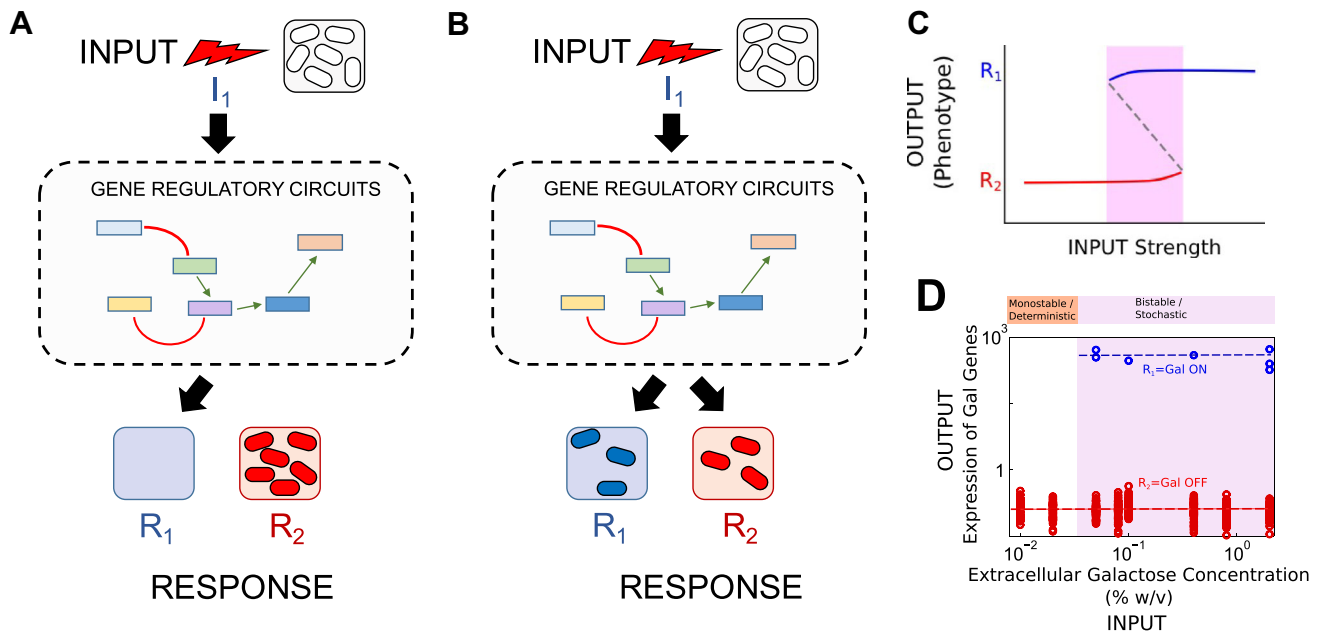 A
INPUT
I1
GENE REGULATORY CIRCUITS
R1
R2
RESPONSE
B
INPUT
I1
GENE REGULATORY CIRCUITS
R1
R2
RESPONSE
C
OUTPUT
(Phenotype)
R1
R2
INPUT Strength
D
Monostable /
Deterministic
Bistable /
Stochastic
OUTPUT
Expression of Gal Genes
10^3
1
R1=Gal ON
R2=Gal OFF
10^−2
10^−1
10^0
Extracellular Galactose Concentration
(% w/v)
INPUT